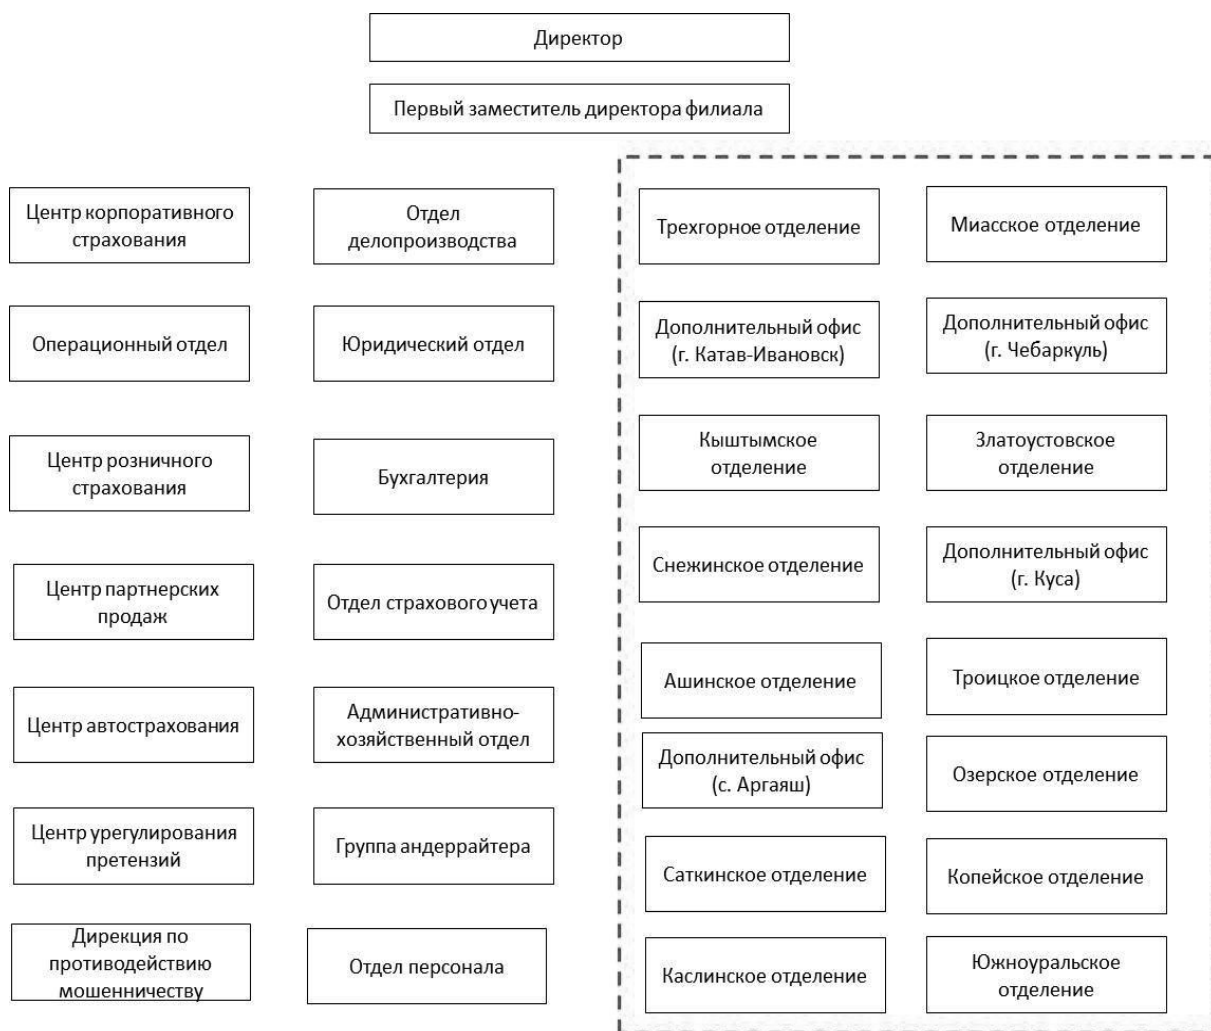 Директор
Первый заместитель директора филиала
Центр корпоративного
страхования
Отдел
делопроизводства
Трехгорное отделение
Миасское отделение
Операционный отдел
Юридический отдел
Дополнительный офис
(г. Катав-Ивановск)
Дополнительный офис
(г. Чебаркуль)
Центр розничного
страхования
Бухгалтерия
Кыштымское
отделение
Златоустовское
отделение
Центр партнерских
продаж
Отдел страхового учета
Снежинское отделение
Дополнительный офис
(г. Куса)
Центр автострахования
Административно-
хозяйственный отдел
Ашинское отделение
Троицкое отделение
Дополнительный офис
(с. Аргаяш)
Озерское отделение
Центр урегулирования
претензий
Группа андеррайтера
Саткинское отделение
Копейское отделение
Дирекция по
противодействию
мошенничеству
Отдел персонала
Каслинское отделение
Южноуральское
отделение